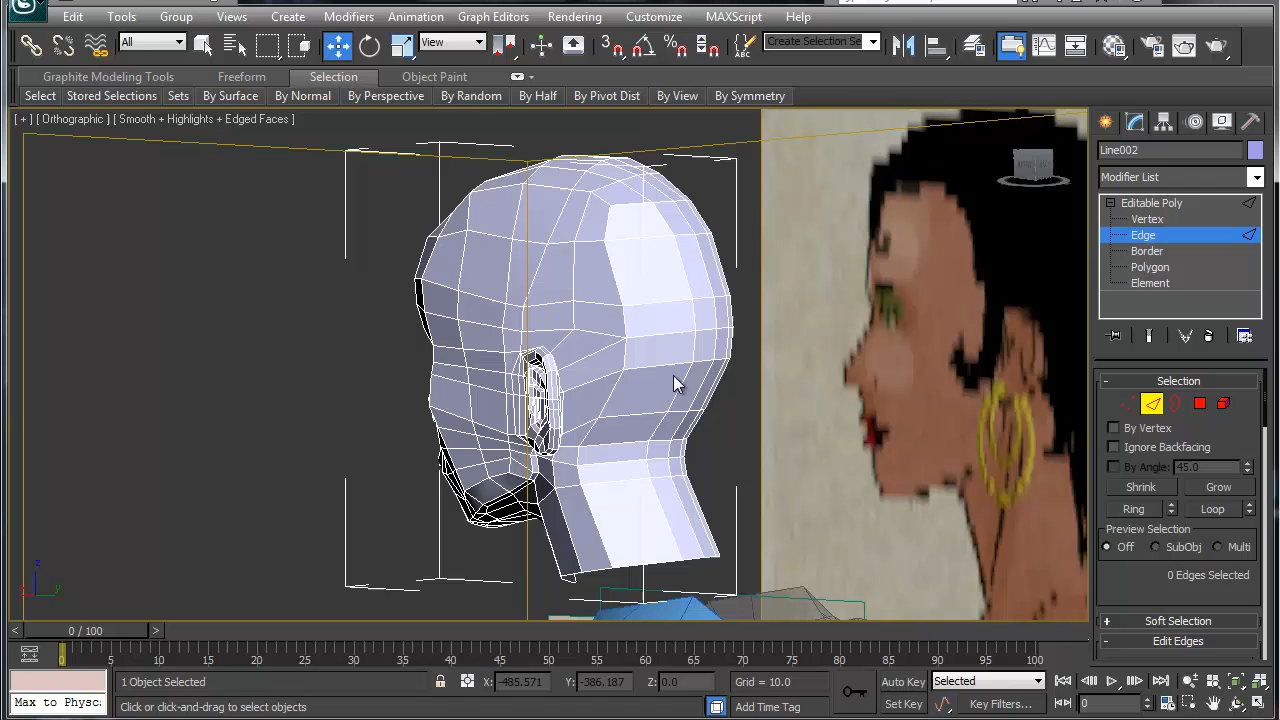 Edit Tools Group Views Create Modifiers Animation Graph Editors Rendering Customize MAXScript Help
All View 3 % ABC Create Selection Se
Graphite Modeling Tools Freeform Selection Object Paint
Select Stored Selections Sets By Surface By Normal By Perspective By Random By Half By Pivot Dist By View By Symmetry
[ + ] [ Orthographic ] [ Smooth + Highlights + Edged Faces ]
Line002
Modifier List
Editable Poly
Vertex
Edge
Border
Polygon
Element
- Selection
By Vertex
Ignore Backfacing
By Angle: 45.0
Shrink Grow
Ring Loop
Preview Selection
Off SubObj Multi
0 Edges Selected
+ Soft Selection
- Edit Edges
z
x y
< 0 / 100 >
0 5 10 15 20 25 30 35 40 45 50 55 60 65 70 75 80 85 90 95 100
1 Object Selected X: -485.571 Y: -386.187 Z: 0.0 Grid = 10.0 Auto Key Selected
Max to Physc Click or click-and-drag to select objects Add Time Tag Set Key Key Filters... 0